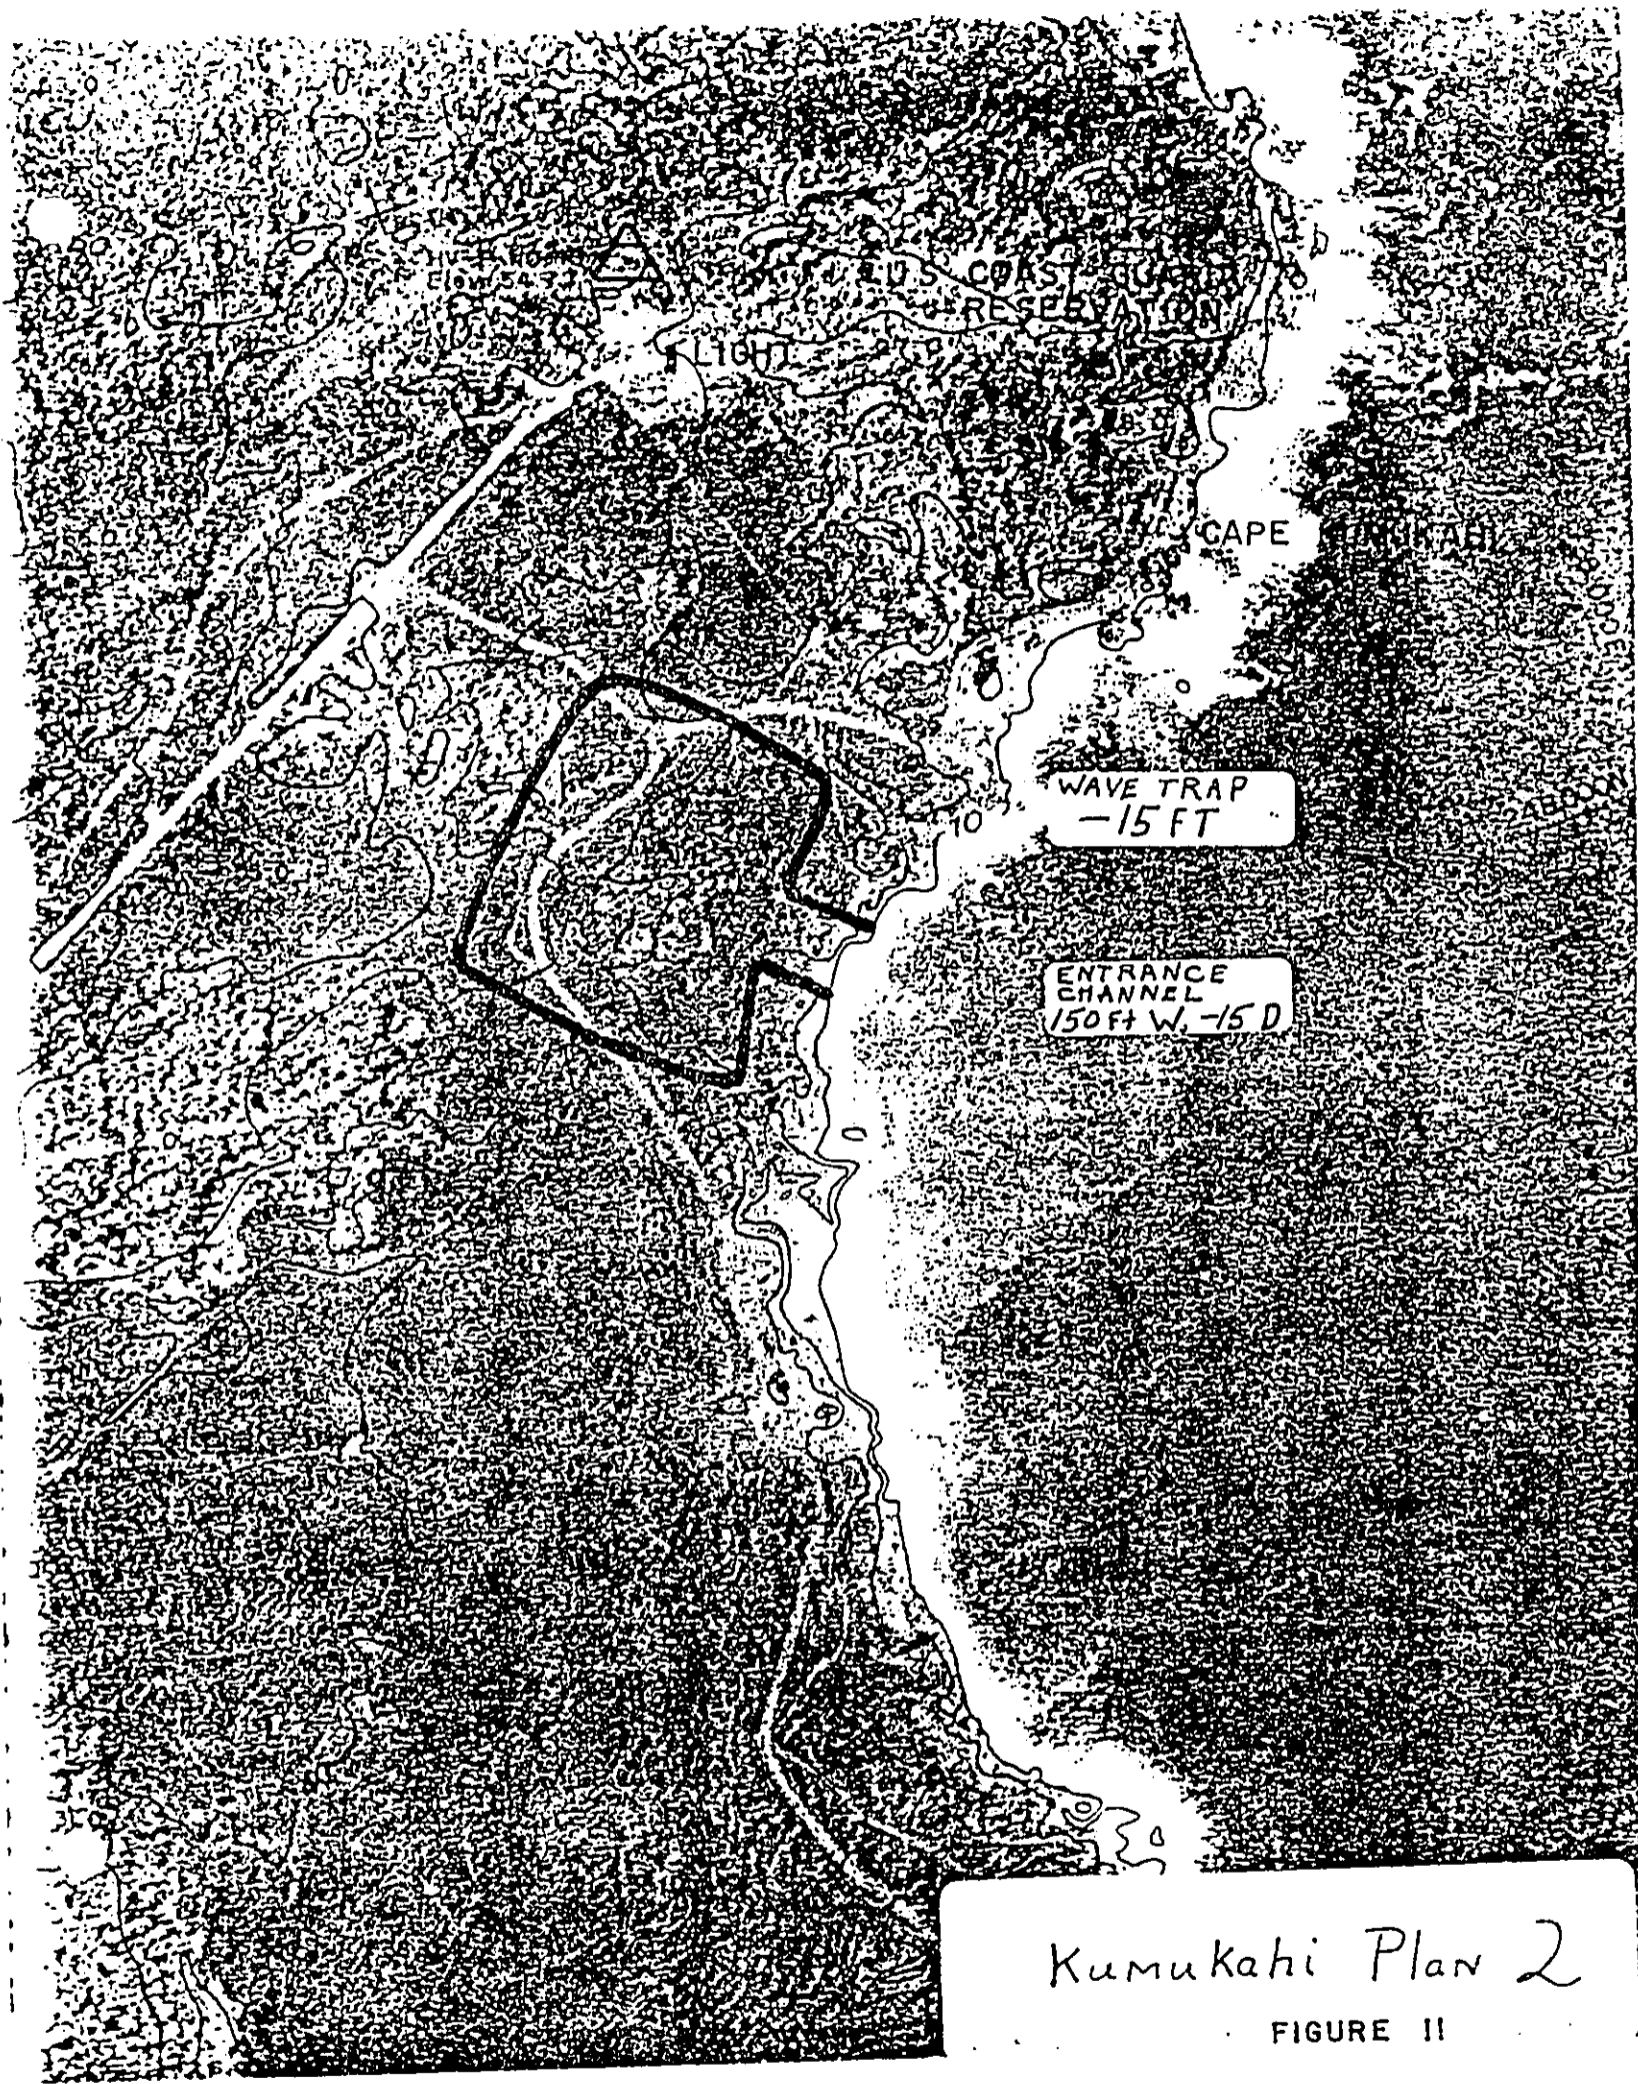 U.S. COAST GUARD
RESERVATION
LIGHT
CAPE
WAVE TRAP
-15 FT
10
ENTRANCE
CHANNEL
150 Ft W, -15 D
Kumukahi Plan 2
FIGURE 11